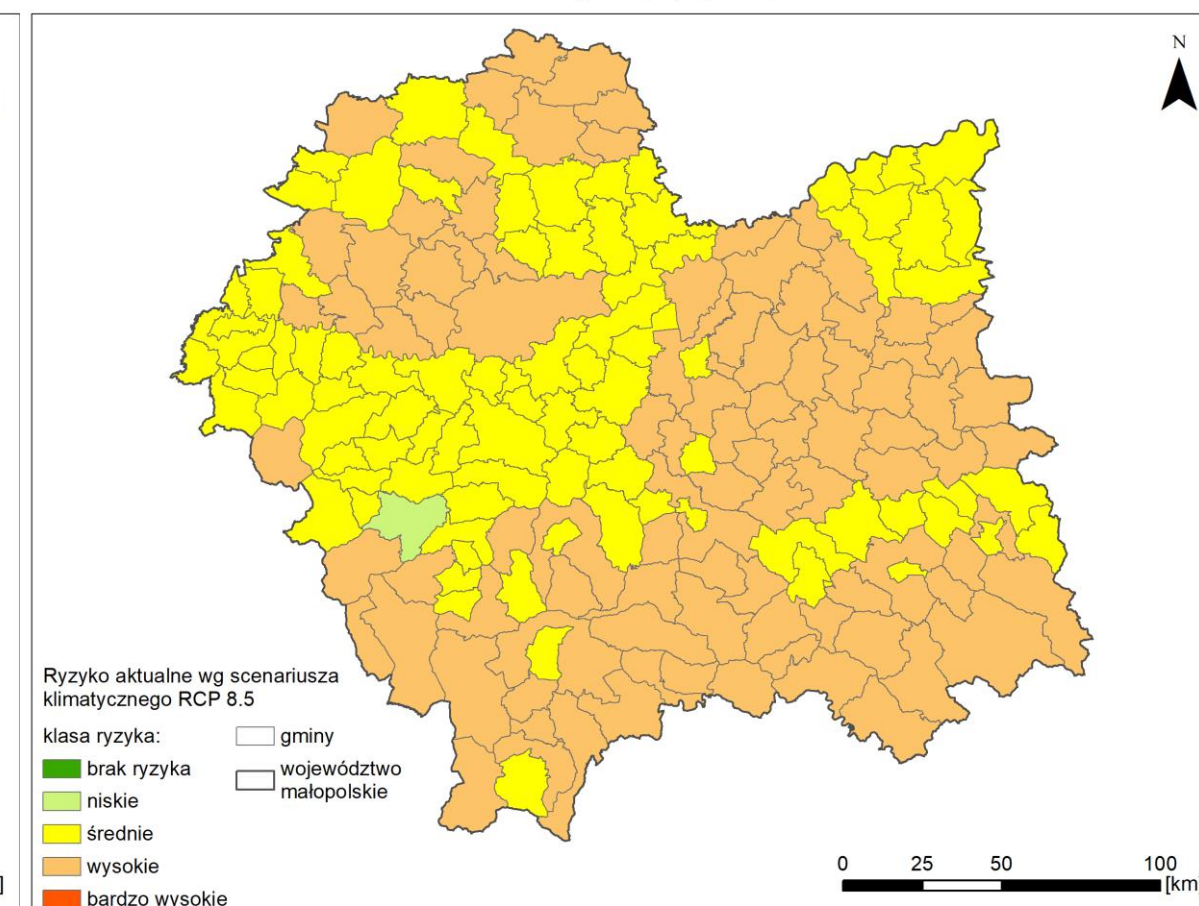 N
Ryzyko aktualne wg scenariusza
klimatycznego RCP 8.5
klasa ryzyka:
gminy
brak ryzyka
województwo
małopolskie
niskie
średnie
wysokie
bardzo wysokie
0 25 50 100
[km
]